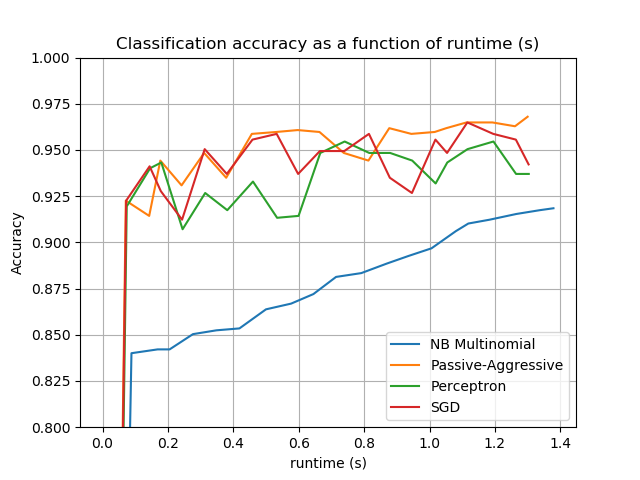 Classification accuracy as a function of runtime (s)
1.000
0.975
0.950
0.925
0.900
0.875
0.850
0.825
0.800
Accuracy
NB Multinomial
Passive-Aggressive
Perceptron
SGD
0.0 0.2 0.4 0.6 0.8 1.0 1.2 1.4
runtime (s)